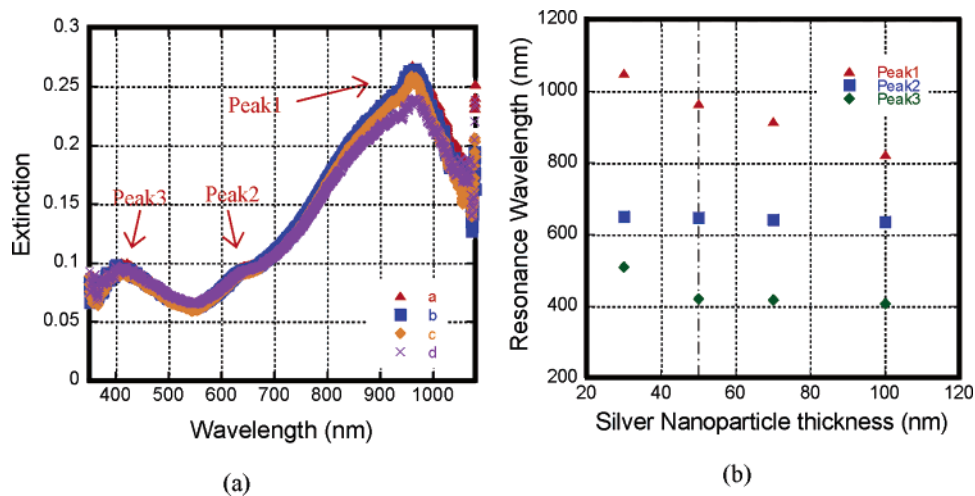 0.3
0.25
0.2
0.15
0.1
0.05
0
Extinction
Peak1
Peak3
Peak2
a
b
c
d
400 500 600 700 800 900 1000
Wavelength (nm)
(a)
1200
1000
800
600
400
200
Resonance Wavelength (nm)
Peak1
Peak2
Peak3
20 40 60 80 100 120
Silver Nanoparticle thickness (nm)
(b)